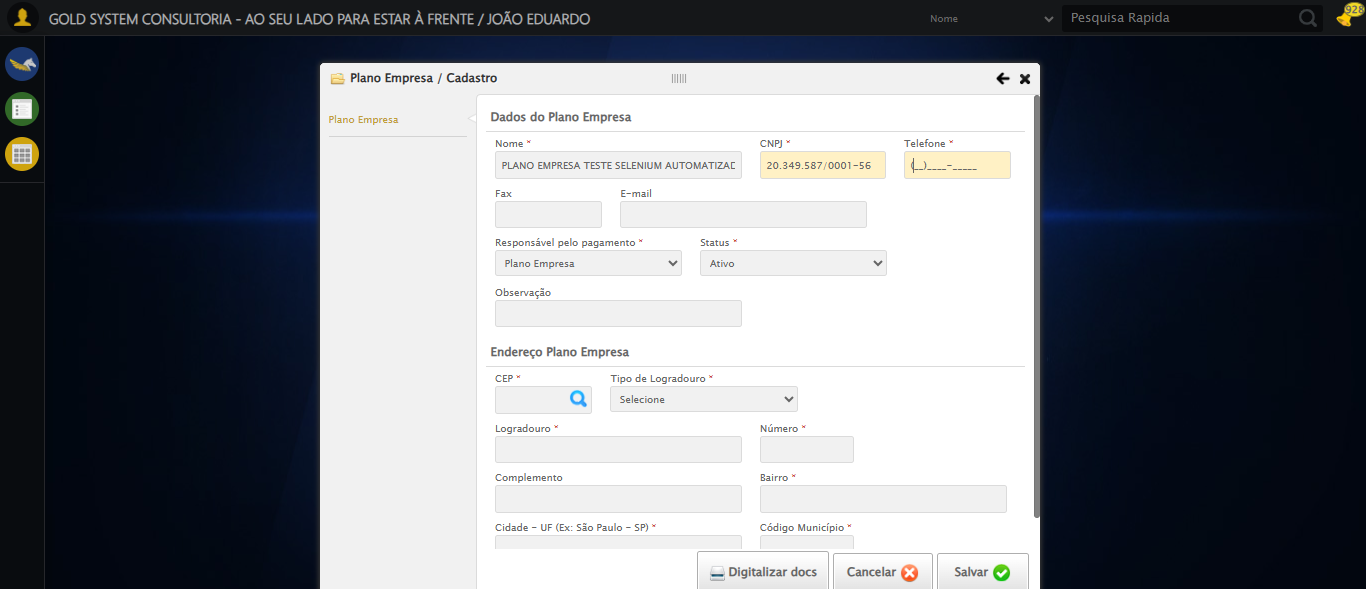 GOLD SYSTEM CONSULTORIA - AO SEU LADO PARA ESTAR À FRENTE / JOÃO EDUARDO
Nome
Pesquisa Rapida
928
Plano Empresa / Cadastro
Plano Empresa
Dados do Plano Empresa
Nome * CNPJ * Telefone *
PLANO EMPRESA TESTE SELENIUM AUTOMATIZAD 20.349.587/0001-56 (__)____-_____
Fax E-mail
Responsável pelo pagamento * Status *
Plano Empresa Ativo
Observação
Endereço Plano Empresa
CEP * Tipo de Logradouro *
Selecione
Logradouro * Número *
Complemento Bairro *
Cidade - UF (Ex: São Paulo - SP) * Código Município *
Digitalizar docs Cancelar Salvar